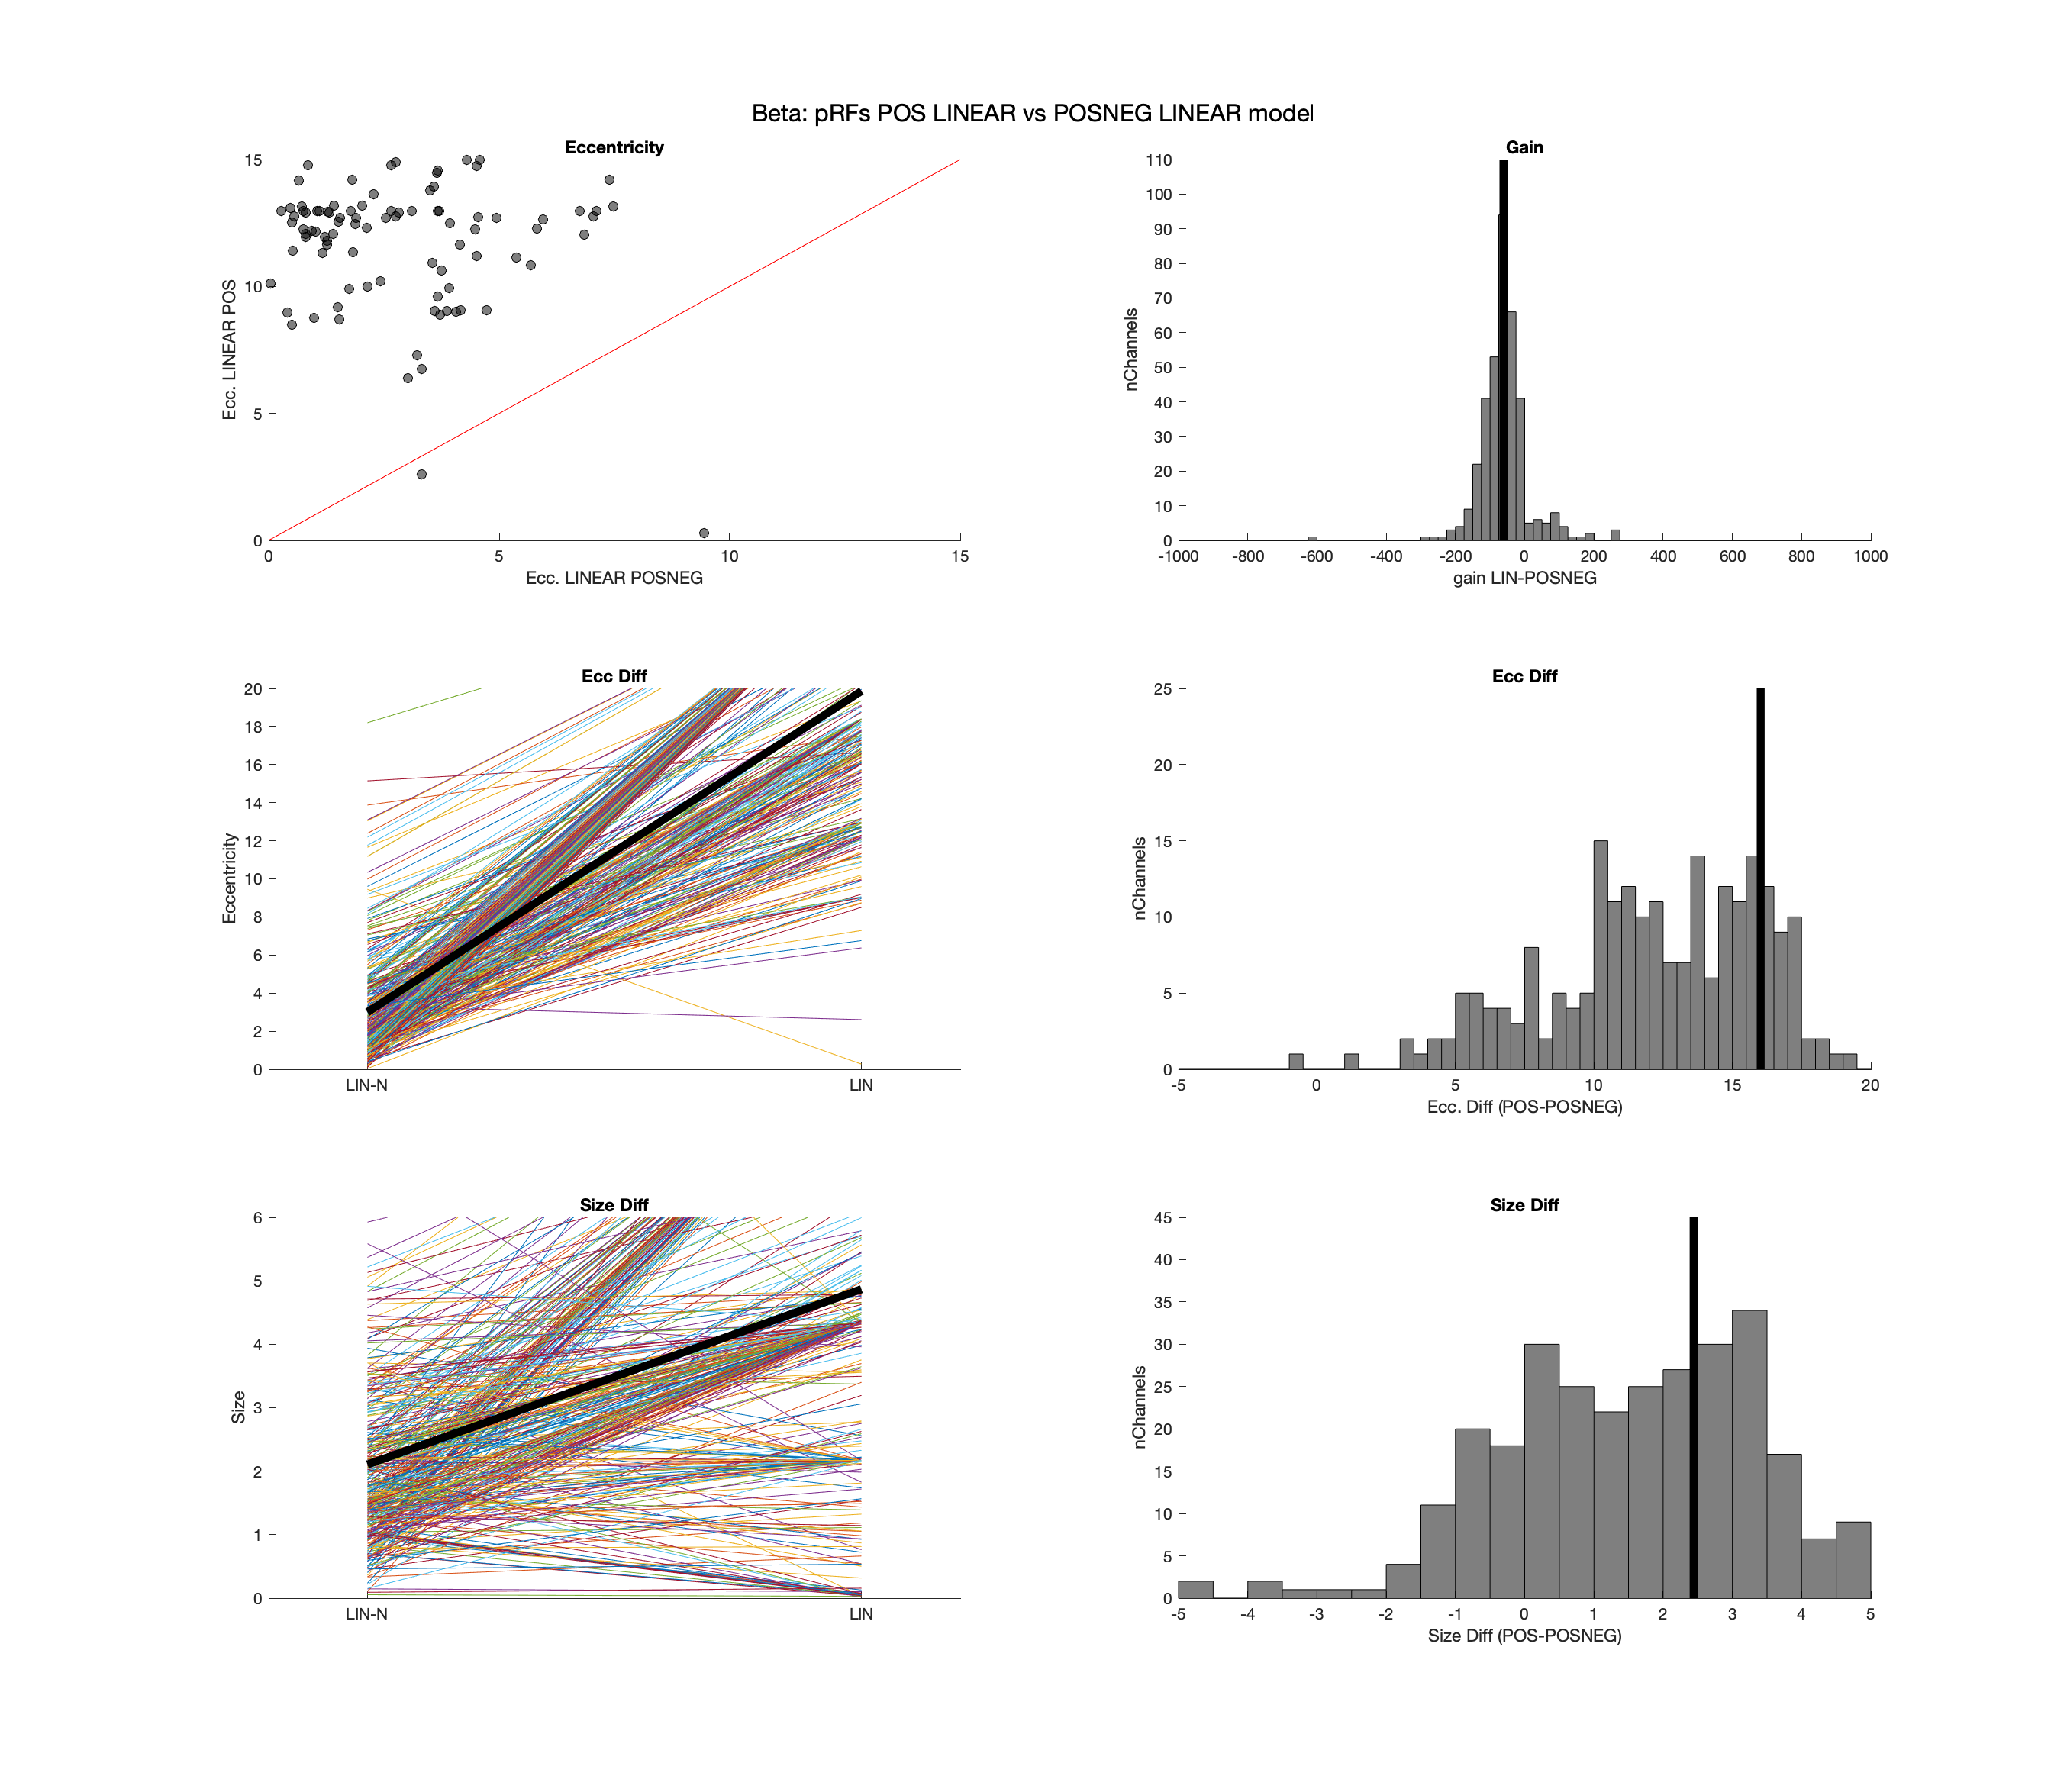 Beta: pRFs POS LINEAR vs POSNEG LINEAR model
Eccentricity
15
10
5
0
0 5 10 15
Ecc. LINEAR POS
Ecc. LINEAR POSNEG
Gain
110
100
90
80
70
60
50
40
30
20
10
0
-1000 -800 -600 -400 -200 0 200 400 600 800 1000
nChannels
gain LIN-POSNEG
Ecc Diff
20
18
16
14
12
10
8
6
4
2
0
LIN-N LIN
Eccentricity
Ecc Diff
25
20
15
10
5
0
-5 0 5 10 15 20
nChannels
Ecc. Diff (POS-POSNEG)
Size Diff
6
5
4
3
2
1
0
LIN-N LIN
Size
Size Diff
45
40
35
30
25
20
15
10
5
0
-5 -4 -3 -2 -1 0 1 2 3 4 5
nChannels
Size Diff (POS-POSNEG)